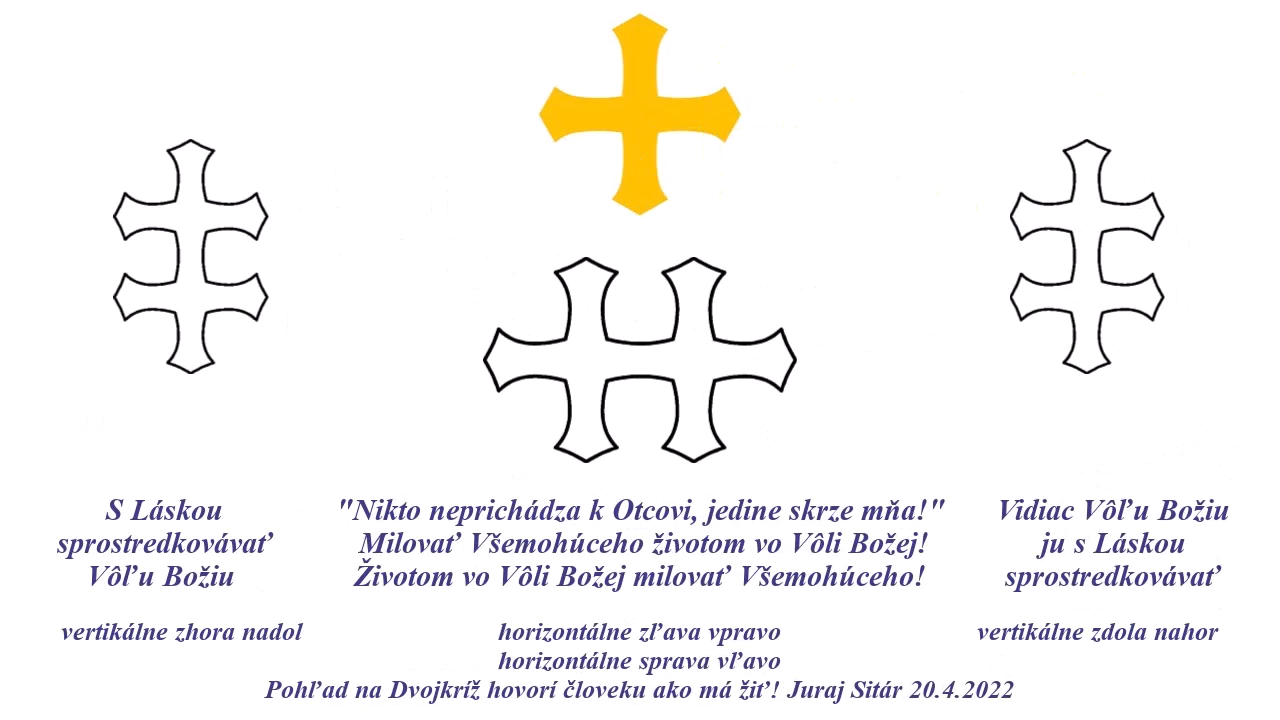 S Láskou
sprostredkovávať
Vôľu Božiu
vertikálne zhora nadol
"Nikto neprichádza k Otcovi, jedine skrze mňa!"
Milovať Všemohúceho životom vo Vôli Božej!
Životom vo Vôli Božej milovať Všemohúceho!
horizontálne zľava vpravo
horizontálne sprava vľavo
Vidiac Vôľu Božiu
ju s Láskou
sprostredkovávať
vertikálne zdola nahor
Pohľad na Dvojkríž hovorí človeku ako má žiť! Juraj Sitár 20.4.2022